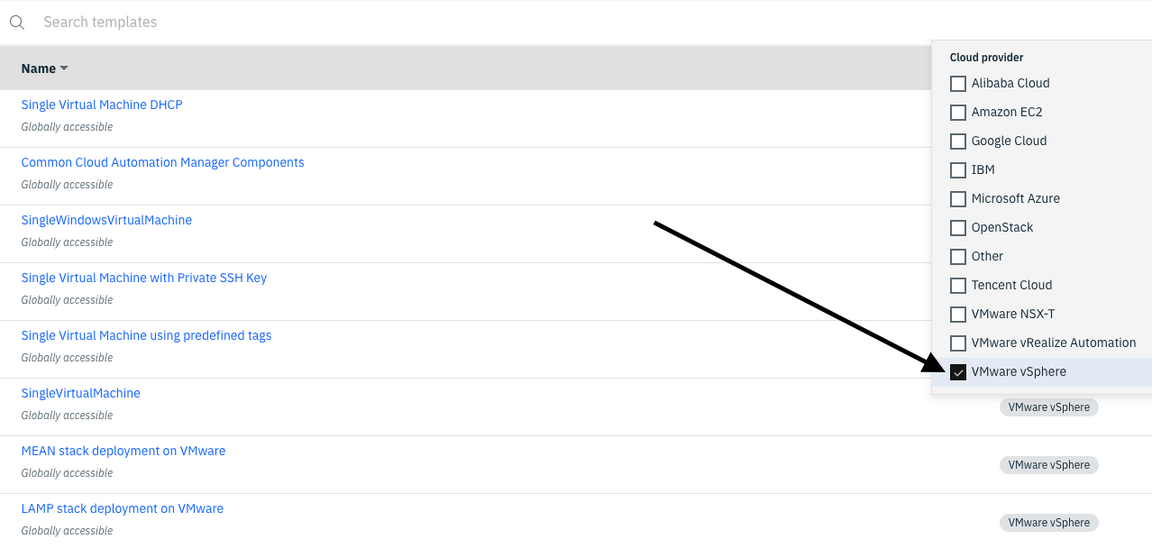 Search templates
Name
Single Virtual Machine DHCP
Globally accessible
Common Cloud Automation Manager Components
Globally accessible
SingleWindowsVirtualMachine
Globally accessible
Single Virtual Machine with Private SSH Key
Globally accessible
Single Virtual Machine using predefined tags
Globally accessible
SingleVirtualMachine
Globally accessible
VMware vSphere
MEAN stack deployment on VMware
Globally accessible
VMware vSphere
LAMP stack deployment on VMware
Globally accessible
VMware vSphere
Cloud provider
Alibaba Cloud
Amazon EC2
Google Cloud
IBM
Microsoft Azure
OpenStack
Other
Tencent Cloud
VMware NSX-T
VMware vRealize Automation
VMware vSphere